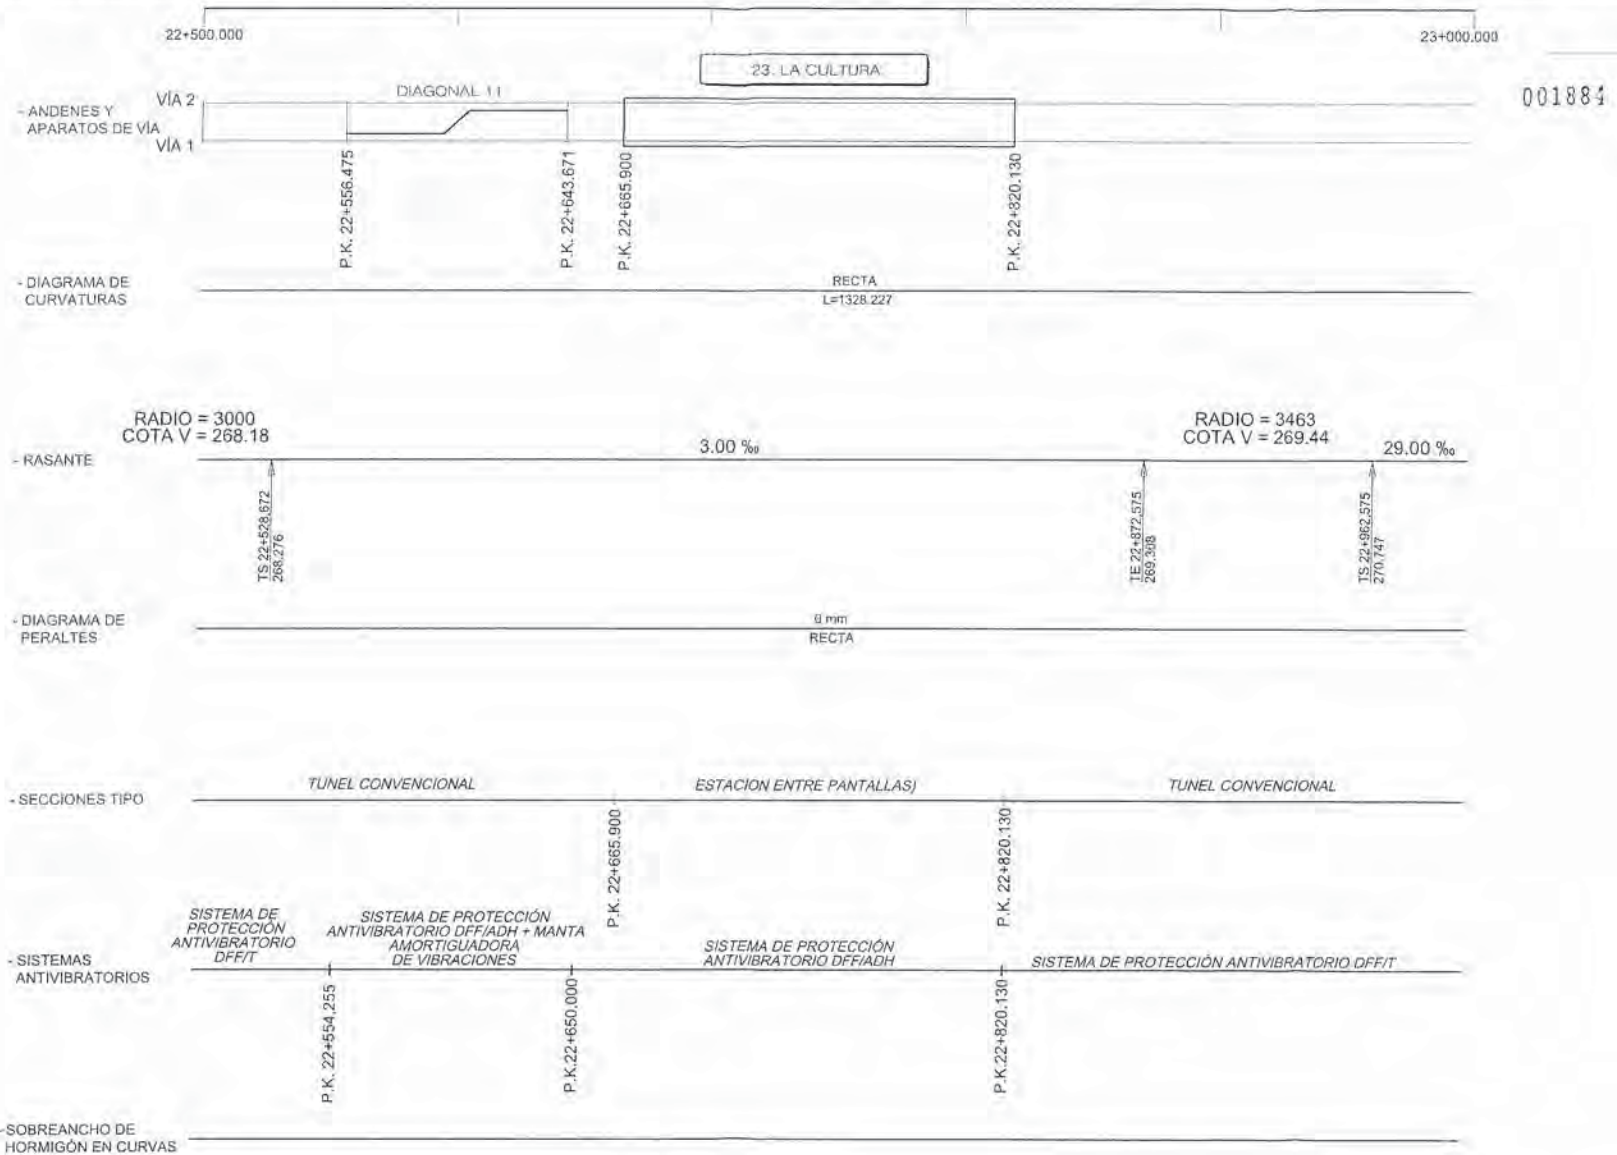 22+500.000
23+000.000
23. LA CULTURA
001884
- ANDENES Y
APARATOS DE VÍA
VÍA 2
VÍA 1
DIAGONAL 11
P.K. 22+556.475
P.K. 22+643.671
P.K. 22+665.900
P.K. 22+820.130
- DIAGRAMA DE
CURVATURAS
RECTA
L=1328.227
RADIO = 3000
COTA V = 268.18
3.00 ‰
RADIO = 3463
COTA V = 269.44
29.00 ‰
- RASANTE
TS 22+528.672
268.276
TE 22+872.575
269.308
TS 22+962.575
270.747
- DIAGRAMA DE
PERALTES
0 mm
RECTA
- SECCIONES TIPO
TUNEL CONVENCIONAL
ESTACION ENTRE PANTALLAS)
TUNEL CONVENCIONAL
P.K. 22+665.900
P.K. 22+820.130
- SISTEMAS
ANTIVIBRATORIOS
SISTEMA DE
PROTECCIÓN
ANTIVIBRATORIO
DFF/T
SISTEMA DE PROTECCIÓN
ANTIVIBRATORIO DFF/ADH + MANTA
AMORTIGUADORA
DE VIBRACIONES
SISTEMA DE PROTECCIÓN
ANTIVIBRATORIO DFF/ADH
SISTEMA DE PROTECCIÓN ANTIVIBRATORIO DFF/T
P.K. 22+554.255
P.K.22+650.000
P.K.22+820.130
-SOBREANCHO DE
HORMIGÓN EN CURVAS